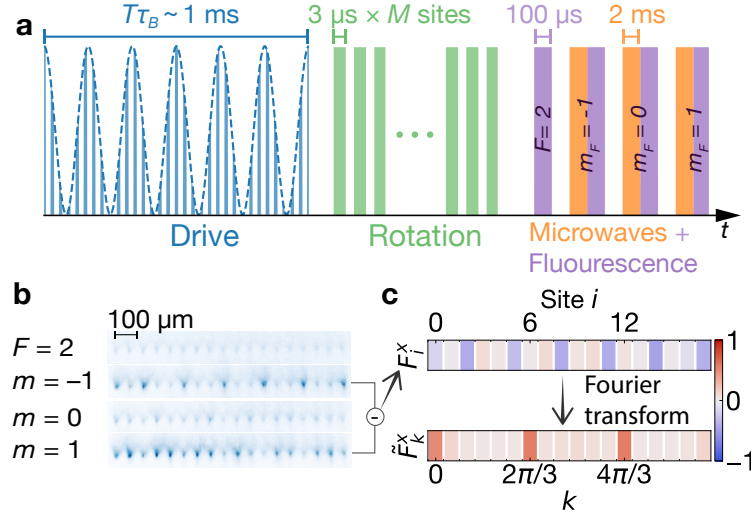 a
Tτ_B ~ 1 ms
3 μs × M sites
100 μs
2 ms
F = 2
m_F = -1
m_F = 0
m_F = 1
Drive
Rotation
Microwaves +
Fluourescence
t
b
100 μm
F = 2
m = −1
m = 0
m = 1
-
c
Site i
0 6 12
F_i^x
Fourier
transform
F̃_k^x
0 2π/3 4π/3
k
1
0
−1